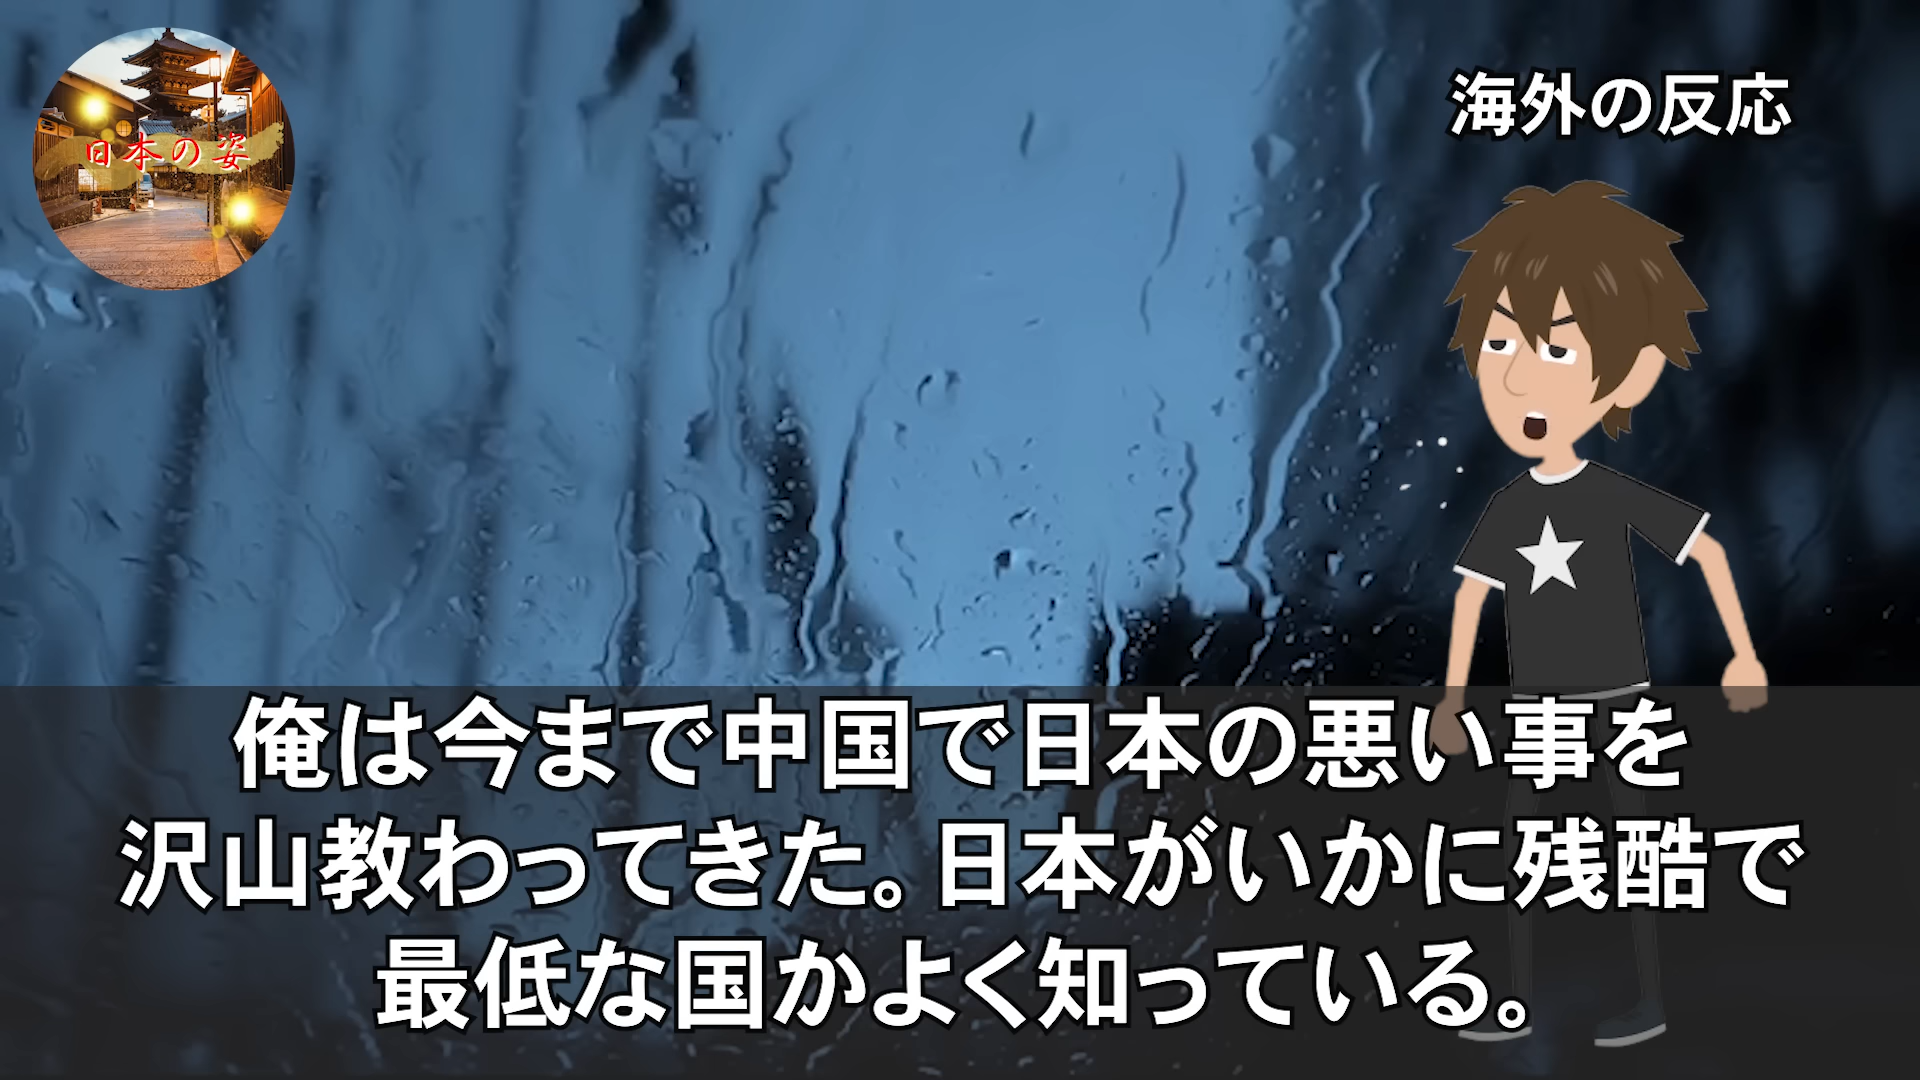 日本の姿
海外の反応
俺は今まで中国で日本の悪い事を
沢山教わってきた。日本がいかに残酷で
最低な国かよく知っている。